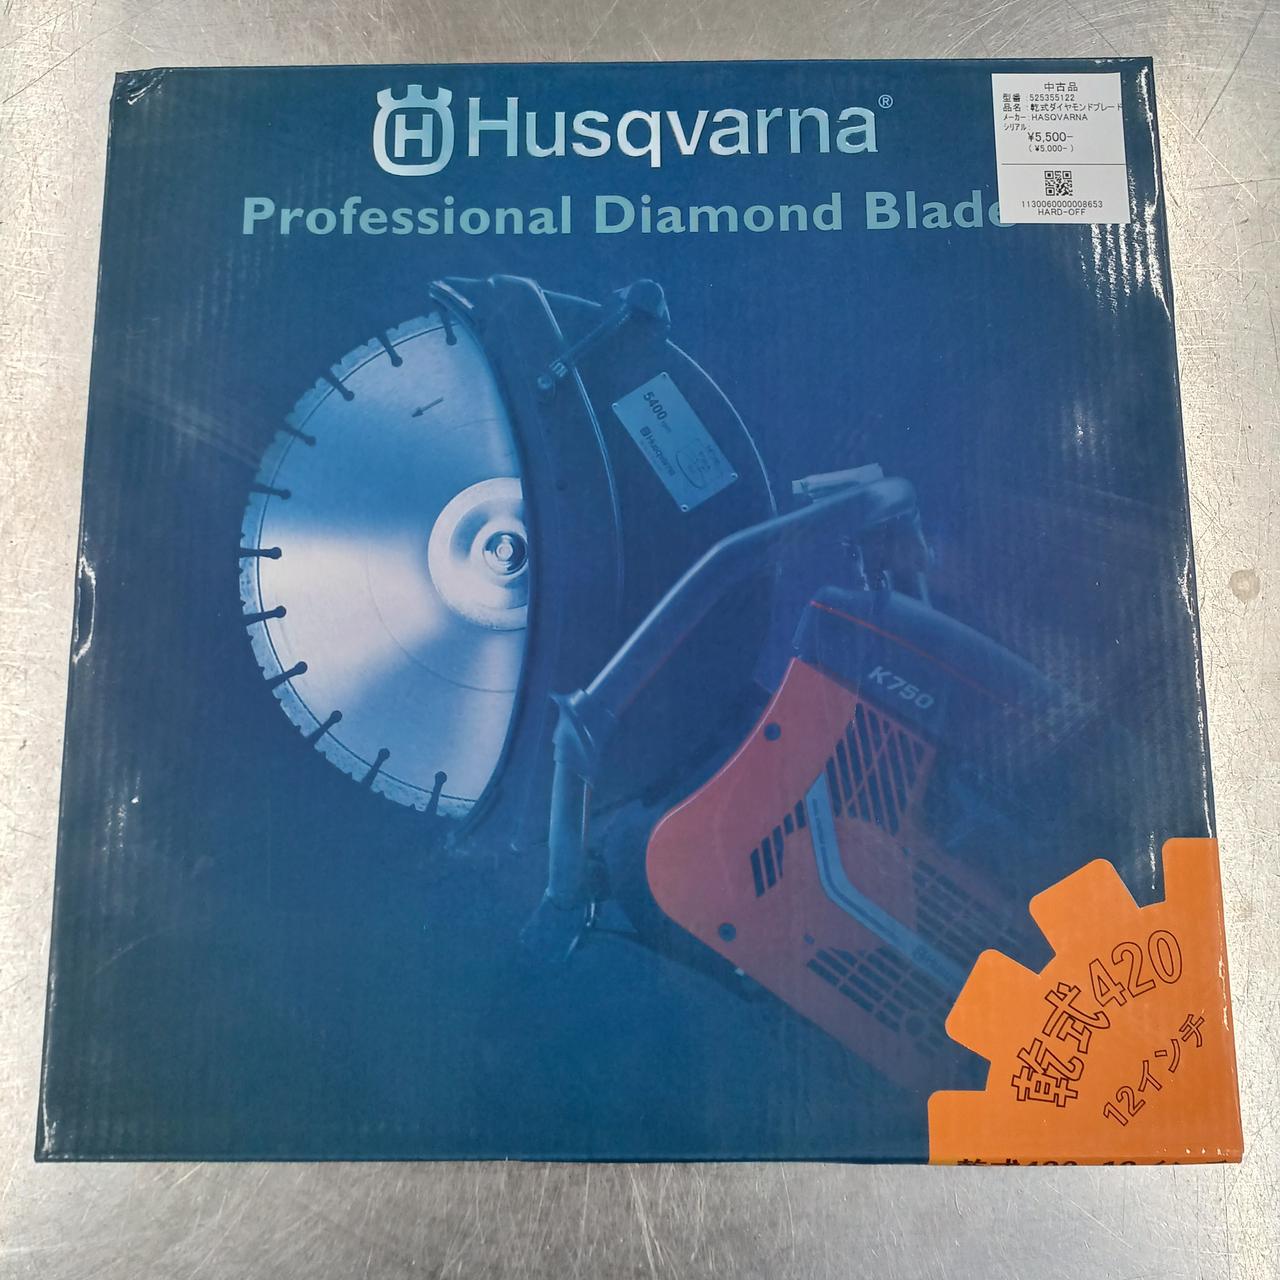 Husqvarna®
Professional Diamond Blade
中古品
型番 :525355122
品名 :乾式ダイヤモンドブレード
メーカー:HASQVARNA
シリアル:
¥5,500-
( ¥5,000- )
1130060000008653
HARD-OFF
5400 rpm
Husqvarna
K750
乾式420
12インチ